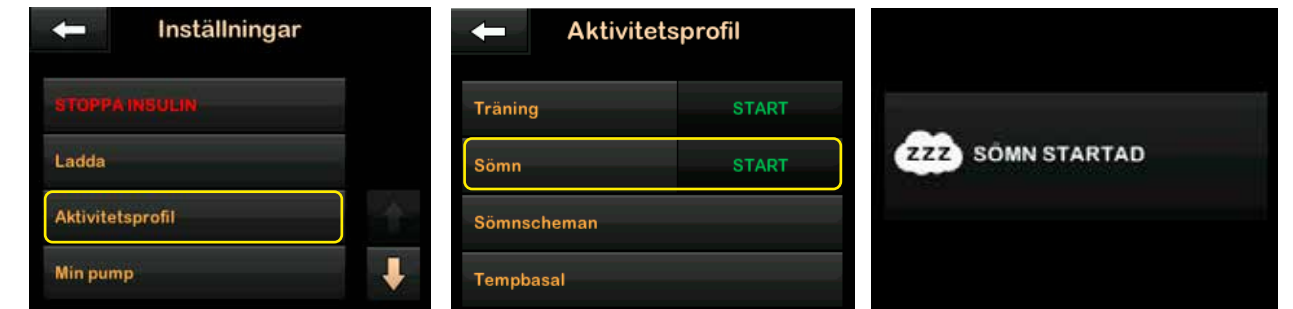 Inställningar
STOPPA INSULIN
Ladda
Aktivitetsprofil
Min pump
Aktivitetsprofil
Träning START
Sömn START
Sömnscheman
Tempbasal
ZZZ SÖMN STARTAD